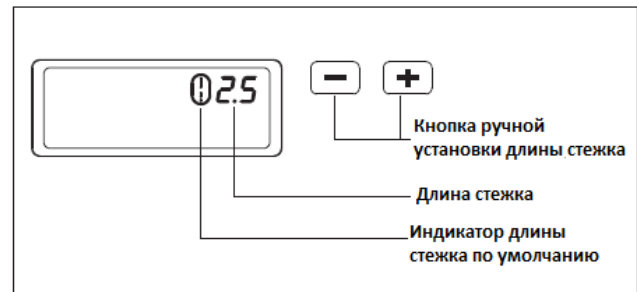 2.5
Кнопка ручной
установки длины стежка
Длина стежка
Индикатор длины
стежка по умолчанию